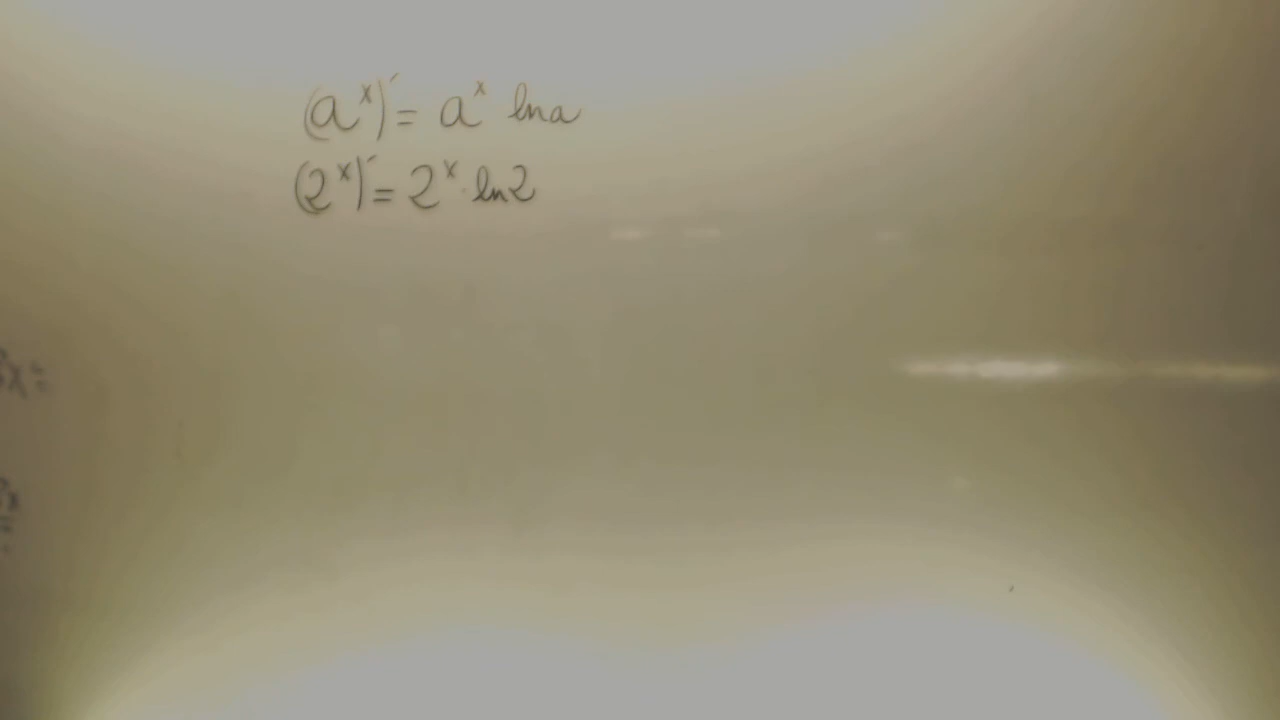 (a^x)' = a^x ln a
(2^x)' = 2^x · ln 2